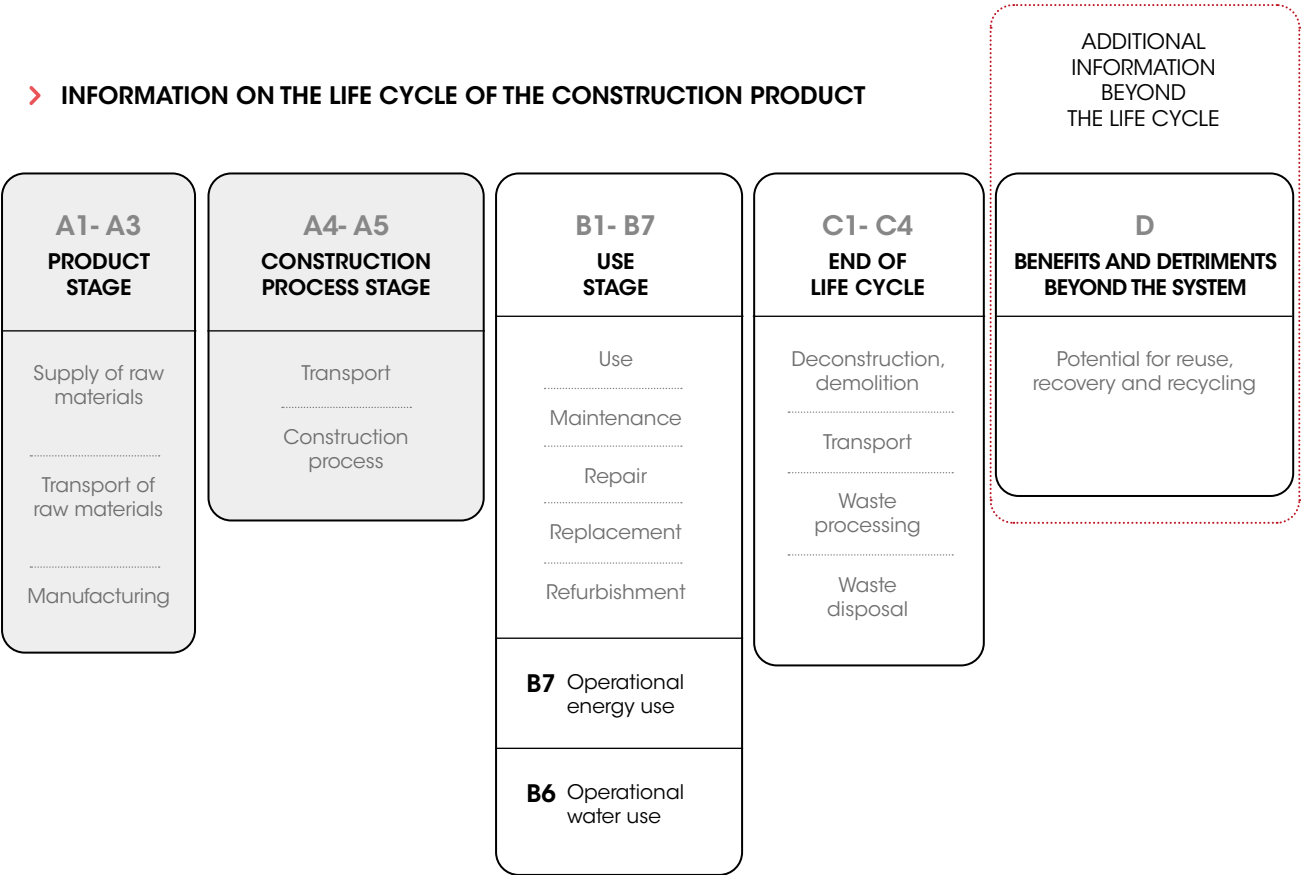 INFORMATION ON THE LIFE CYCLE OF THE CONSTRUCTION PRODUCT
ADDITIONAL
INFORMATION
BEYOND
THE LIFE CYCLE
A1- A3
PRODUCT
STAGE
Supply of raw
materials
Transport of
raw materials
Manufacturing
A4- A5
CONSTRUCTION
PROCESS STAGE
Transport
Construction
process
B1- B7
USE
STAGE
Use
Maintenance
Repair
Replacement
Refurbishment
B7 Operational
energy use
B6 Operational
water use
C1- C4
END OF
LIFE CYCLE
Deconstruction,
demolition
Transport
Waste
processing
Waste
disposal
D
BENEFITS AND DETRIMENTS
BEYOND THE SYSTEM
Potential for reuse,
recovery and recycling